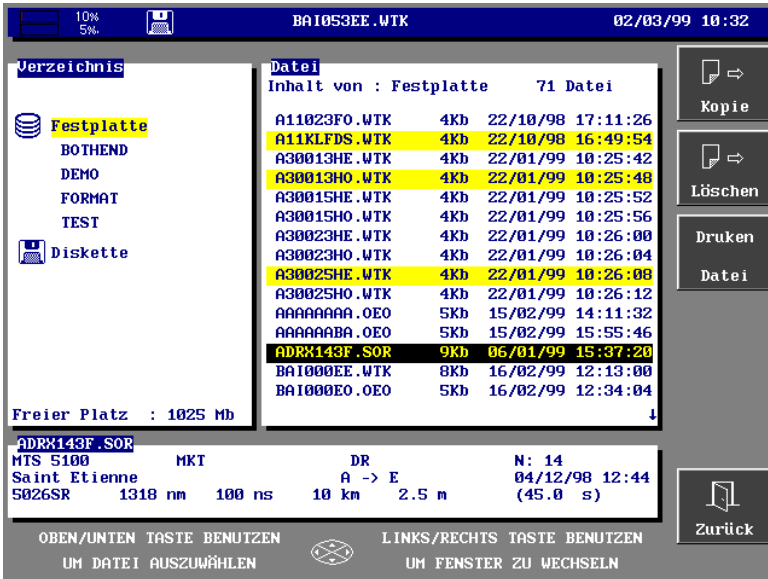 10%
5%
BAI053EE.WTK
02/03/99 10:32
Verzeichnis
Festplatte
BOTHEND
DEMO
FORMAT
TEST
Diskette
Freier Platz : 1025 Mb
Datei
Inhalt von : Festplatte 71 Datei
A11023FO.WTK 4Kb 22/10/98 17:11:26
A11KLFDS.WTK 4Kb 22/10/98 16:49:54
A30013HE.WTK 4Kb 22/01/99 10:25:42
A30013HO.WTK 4Kb 22/01/99 10:25:48
A30015HE.WTK 4Kb 22/01/99 10:25:52
A30015HO.WTK 4Kb 22/01/99 10:25:56
A30023HE.WTK 4Kb 22/01/99 10:26:00
A30023HO.WTK 4Kb 22/01/99 10:26:04
A30025HE.WTK 4Kb 22/01/99 10:26:08
A30025HO.WTK 4Kb 22/01/99 10:26:12
AAAAAAAA.OEO 5Kb 15/02/99 14:11:32
AAAAAABA.OEO 5Kb 15/02/99 15:55:46
ADRX143F.SOR 9Kb 06/01/99 15:37:20
BAI000EE.WTK 8Kb 16/02/99 12:13:00
BAI000EO.OEO 5Kb 16/02/99 12:34:04
Kopie
Löschen
Druken
Datei
ADRX143F.SOR
MTS 5100 MKT DR N: 14
Saint Etienne A -> E 04/12/98 12:44
5026SR 1318 nm 100 ns 10 km 2.5 m (45.0 s)
Zurück
OBEN/UNTEN TASTE BENUTZEN
UM DATEI AUSZUWÄHLEN
LINKS/RECHTS TASTE BENUTZEN
UM FENSTER ZU WECHSELN